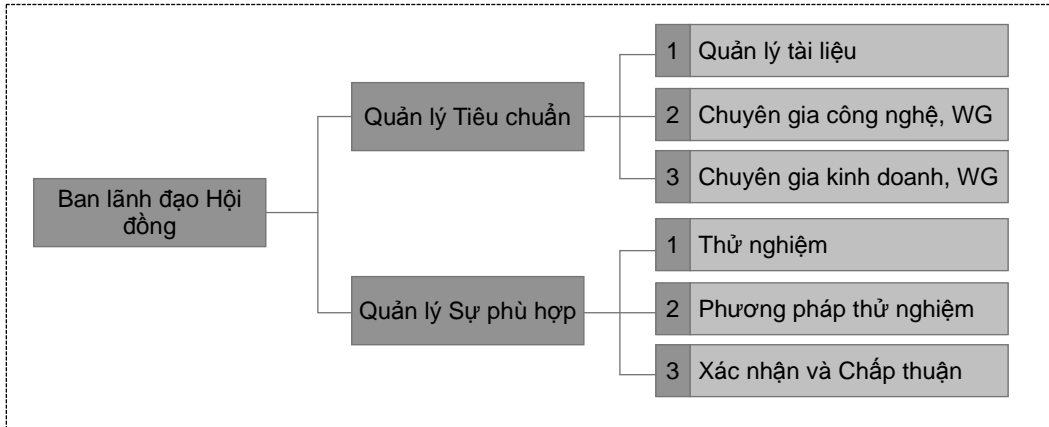 Ban lãnh đạo Hội
đồng
Quản lý Tiêu chuẩn
1 Quản lý tài liệu
2 Chuyên gia công nghệ, WG
3 Chuyên gia kinh doanh, WG
Quản lý Sự phù hợp
1 Thử nghiệm
2 Phương pháp thử nghiệm
3 Xác nhận và Chấp thuận